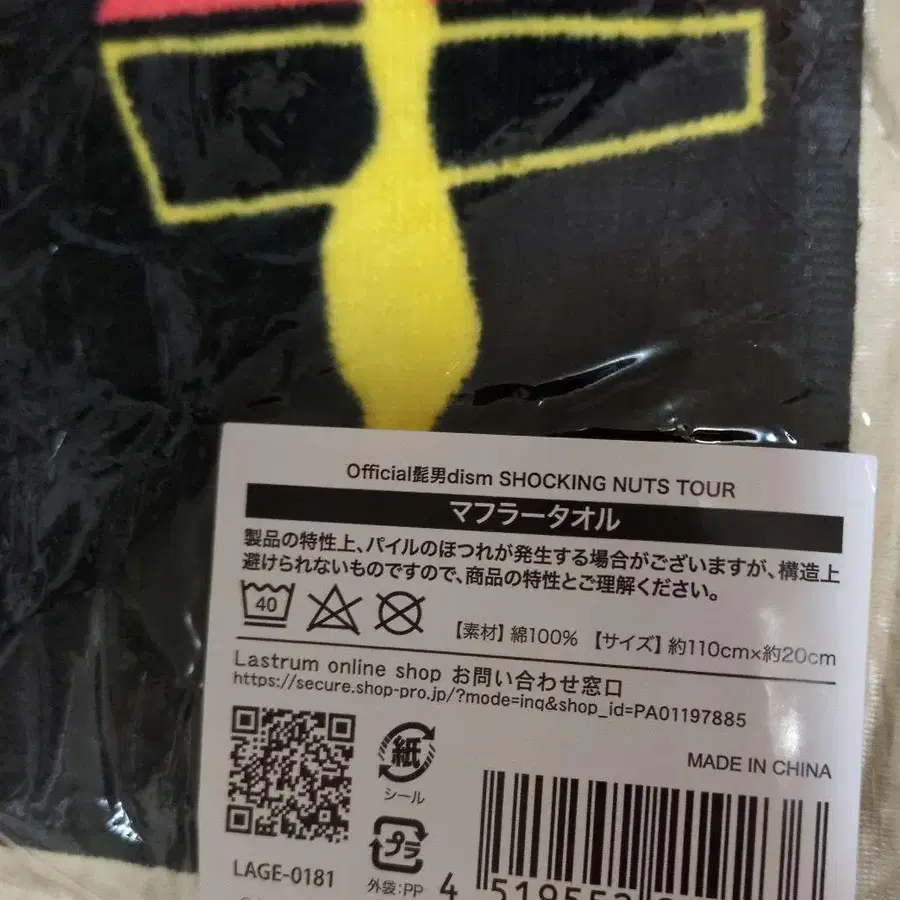 Official髭男dism SHOCKING NUTS TOUR
マフラータオル
製品の特性上、パイルのほつれが発生する場合がございますが、構造上
避けられないものですので、商品の特性とご理解ください。
40
【素材】綿100% 【サイズ】約110cm×約20cm
Lastrum online shop お問い合わせ窓口
https://secure.shop-pro.jp/?mode=inq&shop_id=PA01197885
MADE IN CHINA
紙
シール
プラ
外袋:PP
LAGE-0181
4 519552